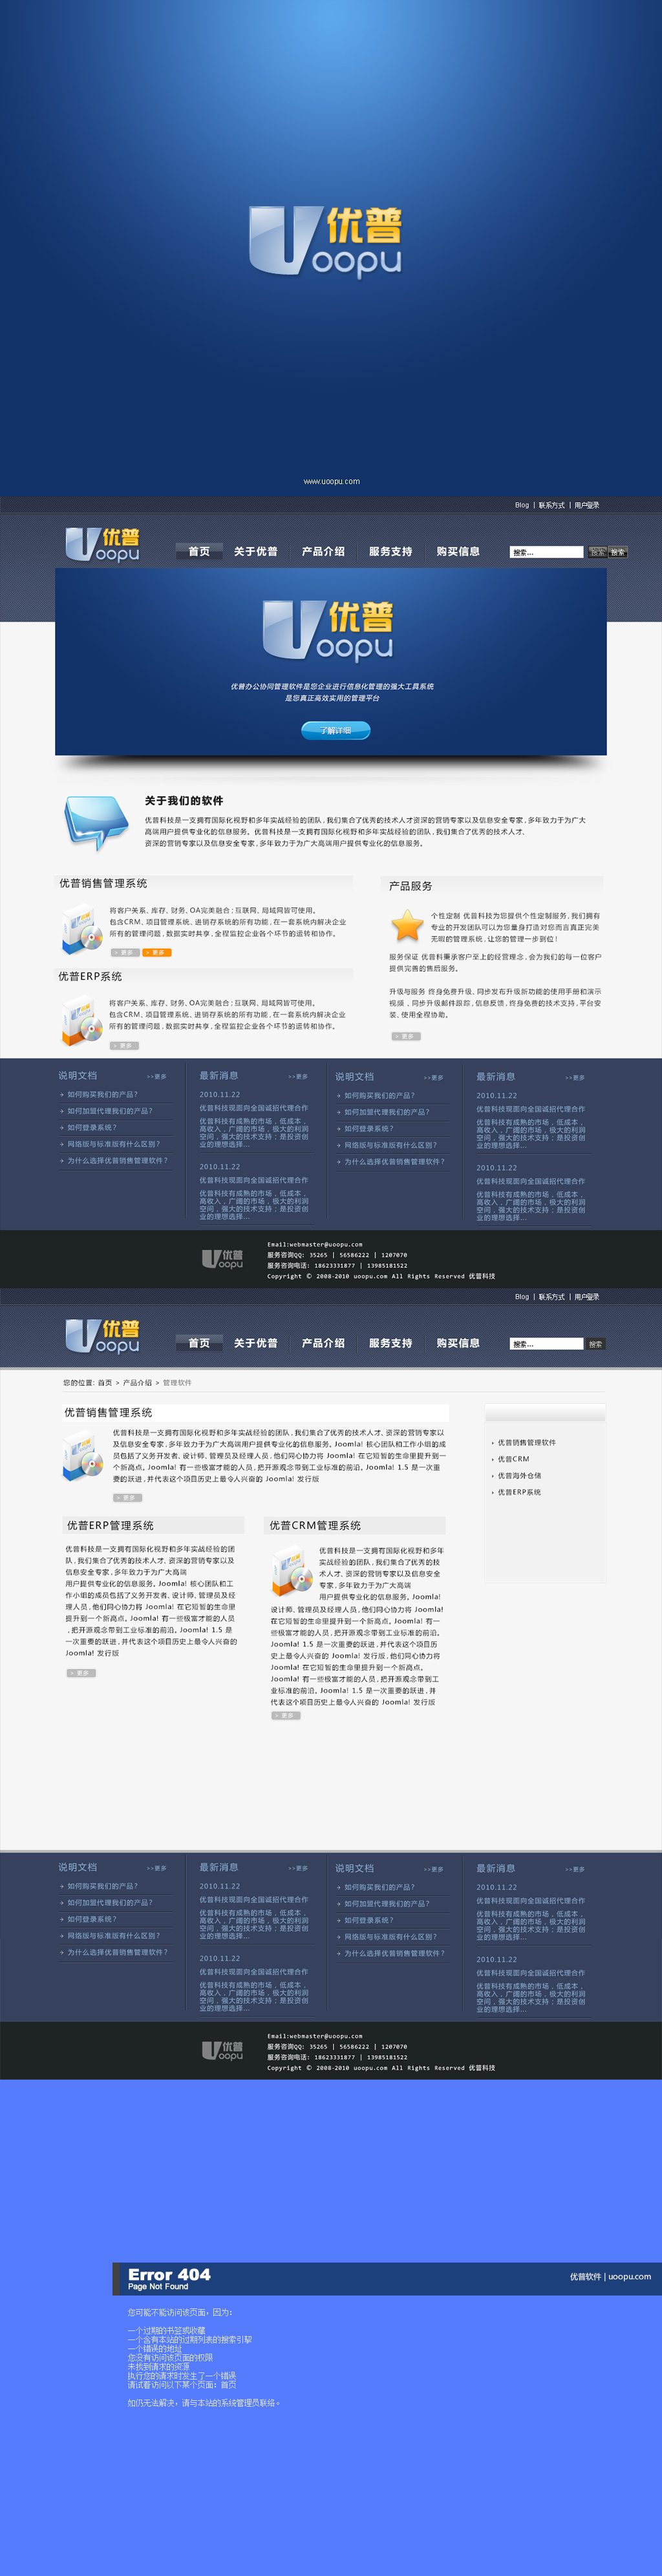 优普
Uoopu
www.uoopu.com
Blog | 联系方式 | 用户登录
优普
Uoopu
首页
关于优普
产品介绍
服务支持
购买信息
搜索...
搜索
搜索
优普
Uoopu
优普办公协同管理软件是您企业进行信息化管理的强大工具系统
是您真正高效实用的管理平台
了解详细
关于我们的软件
优普科技是一支拥有国际化视野和多年实战经验的团队,我们集合了优秀的技术人才资深的营销专家以及信息安全专家,多年致力于为广大
高端用户提供专业化的信息服务。优普科技是一支拥有国际化视野和多年实战经验的团队,我们集合了优秀的技术人才,
资深的营销专家以及信息安全专家,多年致力于为广大高端用户提供专业化的信息服务。
优普销售管理系统
将客户关系、库存、财务、OA完美融合;互联网、局域网皆可使用。
包含CRM、项目管理系统、进销存系统的所有功能,在一套系统内解决企业
所有的管理问题,数据实时共享,全程监控企业各个环节的运转和协作。
> 更多
> 更多
优普ERP系统
将客户关系、库存、财务、OA完美融合;互联网、局域网皆可使用。
包含CRM、项目管理系统、进销存系统的所有功能,在一套系统内解决企业
所有的管理问题,数据实时共享,全程监控企业各个环节的运转和协作。
> 更多
产品服务
个性定制 优普科技为您提供个性定制服务,我们拥有
专业的开发团队可以为您量身打造对您而言真正完美
无暇的管理系统,让您的管理一步到位!
服务保证 优普科秉承客户至上的经营理念,会为我们的每一位客户
提供完善的售后服务。
升级与服务 终身免费升级、同步发布升级新功能的使用手册和演示
视频、同步升级邮件跟踪,信息反馈,终身免费的技术支持,平台安
装、使用全程协助。
> 更多
说明文档
>>更多
+ 如何购买我们的产品?
+ 如何加盟代理我们的产品?
+ 如何登录系统?
+ 网络版与标准版有什么区别?
+ 为什么选择优普销售管理软件?
最新消息
>>更多
2010.11.22
优普科技现面向全国诚招代理合作
优普科技有成熟的市场,低成本,
高收入,广阔的市场,极大的利润
空间,强大的技术支持;是投资创
业的理想选择...
2010.11.22
优普科技现面向全国诚招代理合作
优普科技有成熟的市场,低成本,
高收入,广阔的市场,极大的利润
空间,强大的技术支持;是投资创
业的理想选择...
说明文档
>>更多
+ 如何购买我们的产品?
+ 如何加盟代理我们的产品?
+ 如何登录系统?
+ 网络版与标准版有什么区别?
+ 为什么选择优普销售管理软件?
最新消息
>>更多
2010.11.22
优普科技现面向全国诚招代理合作
优普科技有成熟的市场,低成本,
高收入,广阔的市场,极大的利润
空间,强大的技术支持;是投资创
业的理想选择...
2010.11.22
优普科技现面向全国诚招代理合作
优普科技有成熟的市场,低成本,
高收入,广阔的市场,极大的利润
空间,强大的技术支持;是投资创
业的理想选择...
优普
Uoopu
Email:webmaster@uoopu.com
服务咨询QQ: 35265 | 56586222 | 1207070
服务咨询电话: 18623331877 | 13985181522
Copyright © 2008-2010 uoopu.com All Rights Reserved 优普科技
Blog | 联系方式 | 用户登录
优普
Uoopu
首页
关于优普
产品介绍
服务支持
购买信息
搜索...
搜索
您的位置: 首页 > 产品介绍 > 管理软件
优普销售管理系统
优普科技是一支拥有国际化视野和多年实战经验的团队,我们集合了优秀的技术人才、资深的营销专家以
及信息安全专家,多年致力于为广大高端用户提供专业化的信息服务。Joomla! 核心团队和工作小组的成
员包括了义务开发者、设计师、管理员及经理人员,他们同心协力将 Joomla! 在它短暂的生命里提升到一
个新高点。Joomla! 有一些极富才能的人员,把开源观念带到工业标准的前沿。Joomla! 1.5 是一次重
要的跃进,并代表这个项目历史上最令人兴奋的 Joomla! 发行版
> 更多
优普销售管理软件
优普CRM
优普海外仓储
优普ERP系统
优普ERP管理系统
优普科技是一支拥有国际化视野和多年实战经验的团
队,我们集合了优秀的技术人才、资深的营销专家以及
信息安全专家,多年致力于为广大高端
用户提供专业化的信息服务。Joomla! 核心团队和工
作小组的成员包括了义务开发者、设计师、管理员及经
理人员,他们同心协力将 Joomla! 在它短暂的生命里
提升到一个新高点。Joomla! 有一些极富才能的人员
,把开源观念带到工业标准的前沿。Joomla! 1.5 是
一次重要的跃进,并代表这个项目历史上最令人兴奋的
Joomla! 发行版
> 更多
优普CRM管理系统
优普科技是一支拥有国际化视野和多年
实战经验的团队,我们集合了优秀的技
术人才、资深的营销专家以及信息安全
专家,多年致力于为广大高端
用户提供专业化的信息服务。Joomla!
设计师、管理员及经理人员,他们同心协力将 Joomla!
在它短暂的生命里提升到一个新高点。Joomla! 有一
些极富才能的人员,把开源观念带到工业标准的前沿。
Joomla! 1.5 是一次重要的跃进,并代表这个项目历
史上最令人兴奋的 Joomla! 发行版,他们同心协力将
Joomla! 在它短暂的生命里提升到一个新高点。
Joomla! 有一些极富才能的人员,把开源观念带到工
业标准的前沿。Joomla! 1.5 是一次重要的跃进,并
代表这个项目历史上最令人兴奋的 Joomla! 发行版
> 更多
说明文档
>>更多
+ 如何购买我们的产品?
+ 如何加盟代理我们的产品?
+ 如何登录系统?
+ 网络版与标准版有什么区别?
+ 为什么选择优普销售管理软件?
最新消息
>>更多
2010.11.22
优普科技现面向全国诚招代理合作
优普科技有成熟的市场,低成本,
高收入,广阔的市场,极大的利润
空间,强大的技术支持;是投资创
业的理想选择...
2010.11.22
优普科技现面向全国诚招代理合作
优普科技有成熟的市场,低成本,
高收入,广阔的市场,极大的利润
空间,强大的技术支持;是投资创
业的理想选择...
说明文档
>>更多
+ 如何购买我们的产品?
+ 如何加盟代理我们的产品?
+ 如何登录系统?
+ 网络版与标准版有什么区别?
+ 为什么选择优普销售管理软件?
最新消息
>>更多
2010.11.22
优普科技现面向全国诚招代理合作
优普科技有成熟的市场,低成本,
高收入,广阔的市场,极大的利润
空间,强大的技术支持;是投资创
业的理想选择...
2010.11.22
优普科技现面向全国诚招代理合作
优普科技有成熟的市场,低成本,
高收入,广阔的市场,极大的利润
空间,强大的技术支持;是投资创
业的理想选择...
优普
Uoopu
Email:webmaster@uoopu.com
服务咨询QQ: 35265 | 56586222 | 1207070
服务咨询电话: 18623331877 | 13985181522
Copyright © 2008-2010 uoopu.com All Rights Reserved 优普科技
Error 404
Page Not Found
优普软件 | uoopu.com
您可能不能访问该页面,因为:
一个过期的书签或收藏
一个含有本站的过期列表的搜索引擎
一个错误的地址
您没有访问该页面的权限
未找到请求的资源
执行您的请求时发生了一个错误
请试着访问以下某个页面:首页
如仍无法解决,请与本站的系统管理员联络。